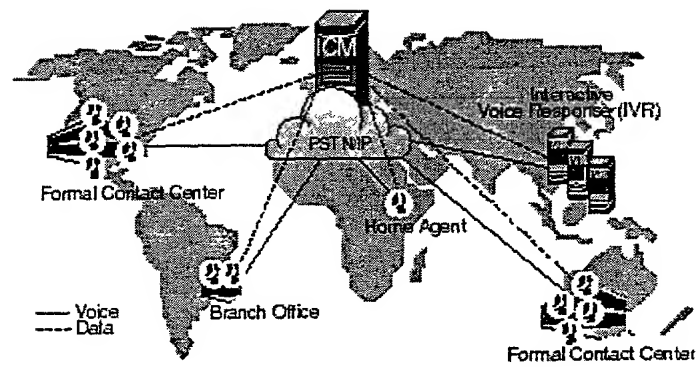 ICM
Interactive
Voice Response (IVR)
PSTN/IP
Formal Contact Center
Home Agent
Branch Office
Voice
Data
Formal Contact Center